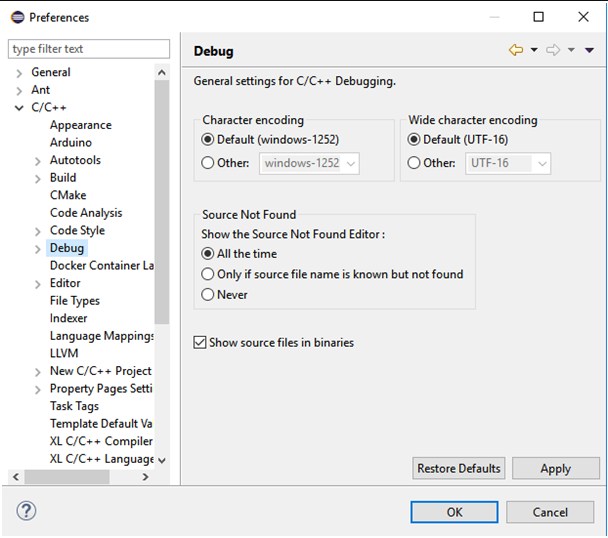 Preferences
type filter text
General
Ant
C/C++
Appearance
Arduino
Autotools
Build
CMake
Code Analysis
Code Style
Debug
Docker Container La
Editor
File Types
Indexer
Language Mappings
LLVM
New C/C++ Project
Property Pages Setti
Task Tags
Template Default Va
XL C/C++ Compiler
XL C/C++ Language
Debug
General settings for C/C++ Debugging.
Character encoding
Default (windows-1252)
Other: windows-1252
Wide character encoding
Default (UTF-16)
Other: UTF-16
Source Not Found
Show the Source Not Found Editor :
All the time
Only if source file name is known but not found
Never
Show source files in binaries
Restore Defaults Apply
? OK Cancel